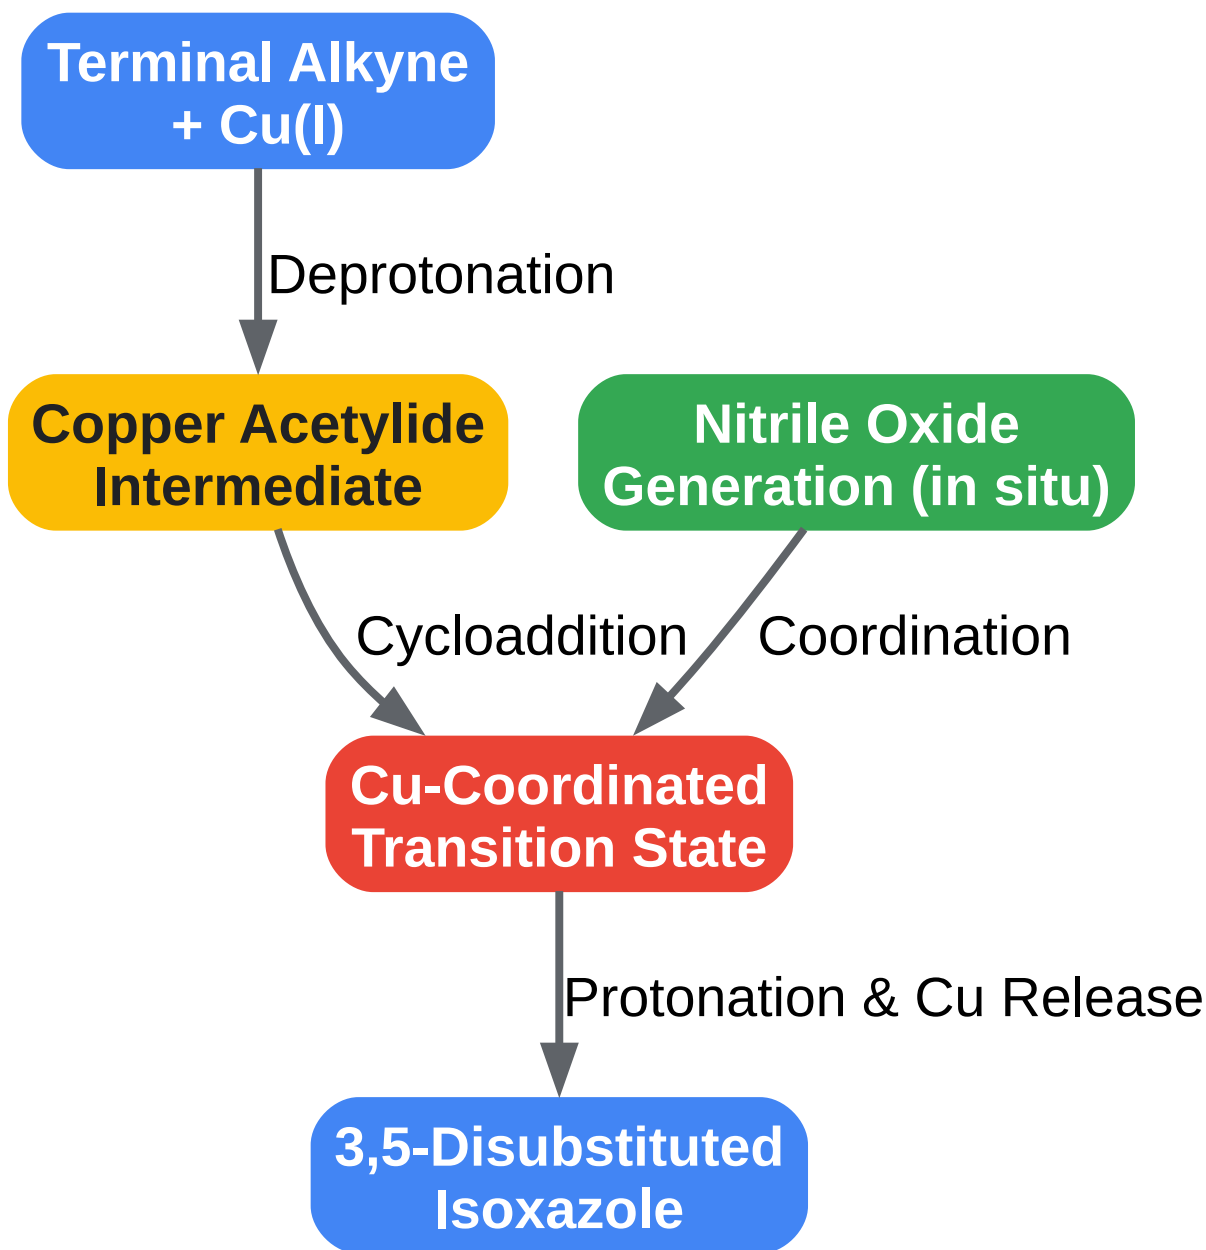 Terminal Alkyne
+ Cu(I)
Deprotonation
Copper Acetylide
Intermediate
Nitrile Oxide
Generation (in situ)
Cycloaddition
Coordination
Cu-Coordinated
Transition State
Protonation & Cu Release
3,5-Disubstituted
Isoxazole